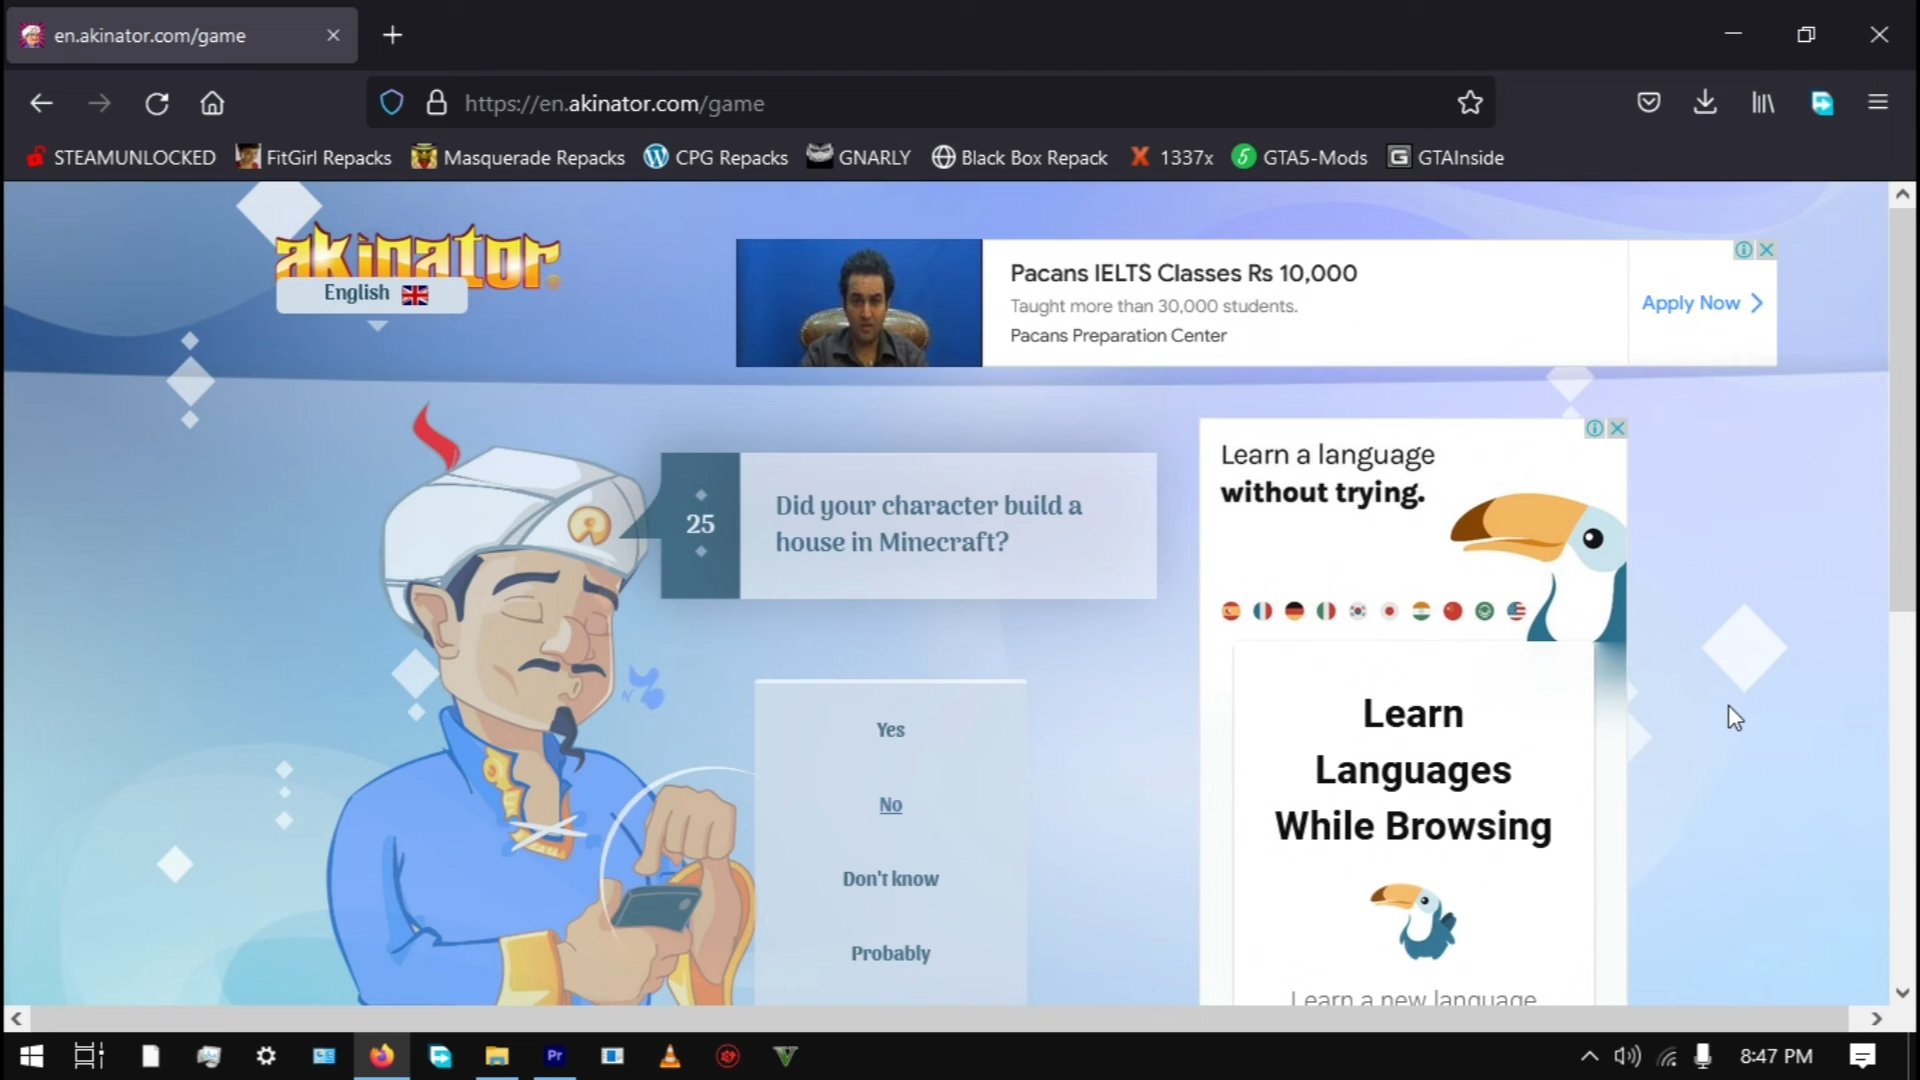 en.akinator.com/game
https://en.akinator.com/game
STEAMUNLOCKED
FitGirl Repacks
Masquerade Repacks
CPG Repacks
GNARLY
Black Box Repack
1337x
GTA5-Mods
GTAInside
akinator
English
Pacans IELTS Classes Rs 10,000
Taught more than 30,000 students.
Pacans Preparation Center
Apply Now
25
Did your character build a
house in Minecraft?
Yes
No
Don't know
Probably
Learn a language
without trying.
Learn
Languages
While Browsing
Learn a new language
Pr
8:47 PM